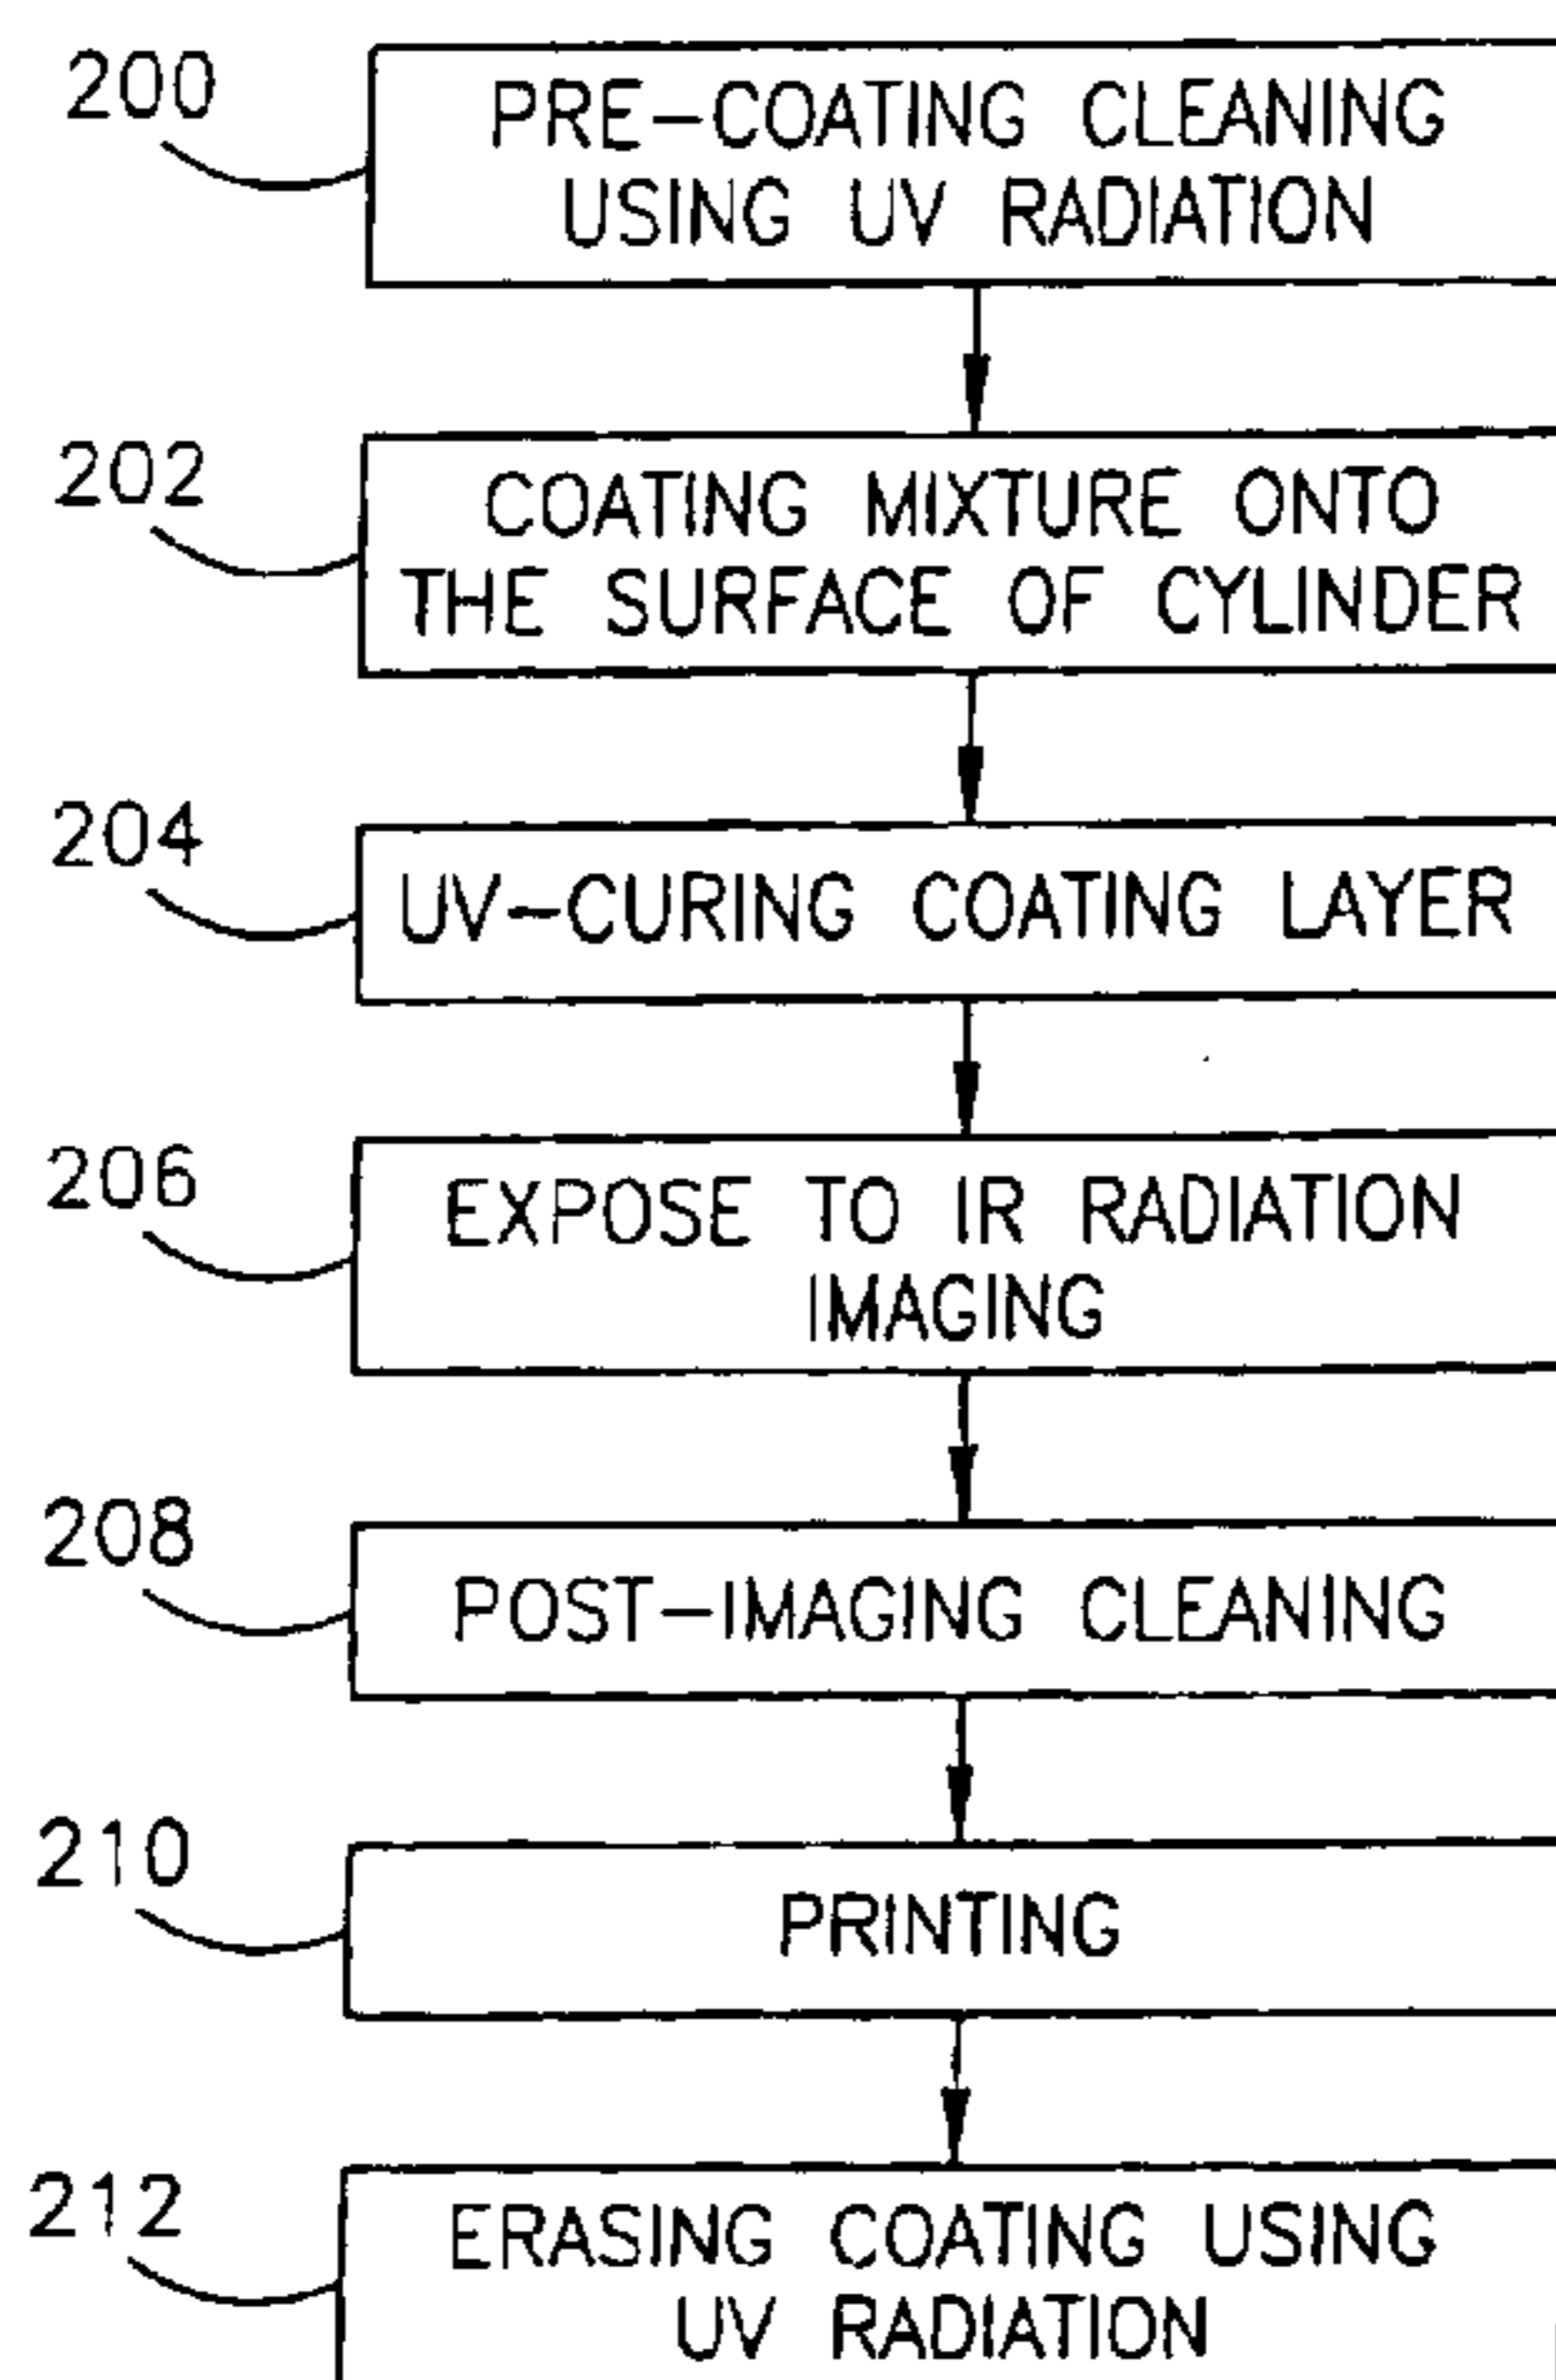 200
PRE-COATING CLEANING
USING UV RADIATION
202
COATING MIXTURE ONTO
THE SURFACE OF CYLINDER
204
UV-CURING COATING LAYER
206
EXPOSE TO IR RADIATION
IMAGING
208
POST-IMAGING CLEANING
210
PRINTING
212
ERASING COATING USING
UV RADIATION